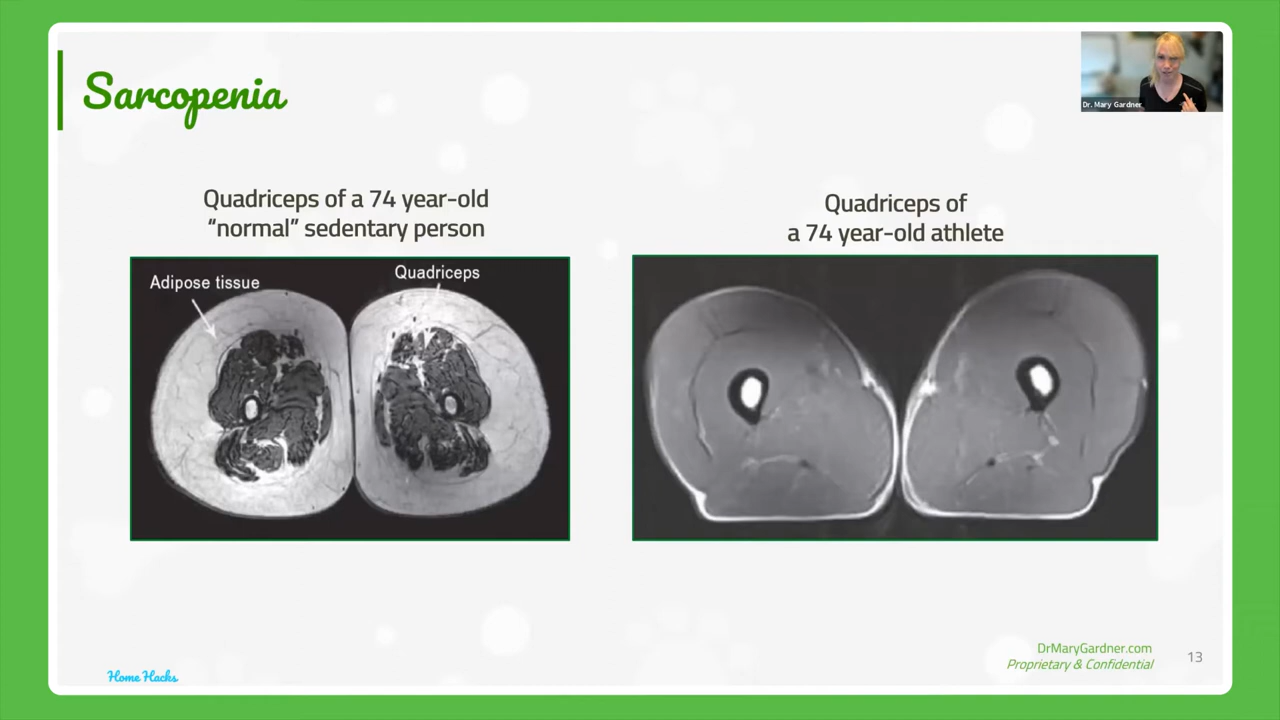 Sarcopenia
Dr. Mary Gardner
Quadriceps of a 74 year-old
“normal” sedentary person
Quadriceps of
a 74 year-old athlete
Adipose tissue
Quadriceps
DrMaryGardner.com
Proprietary & Confidential
13
Home Hacks